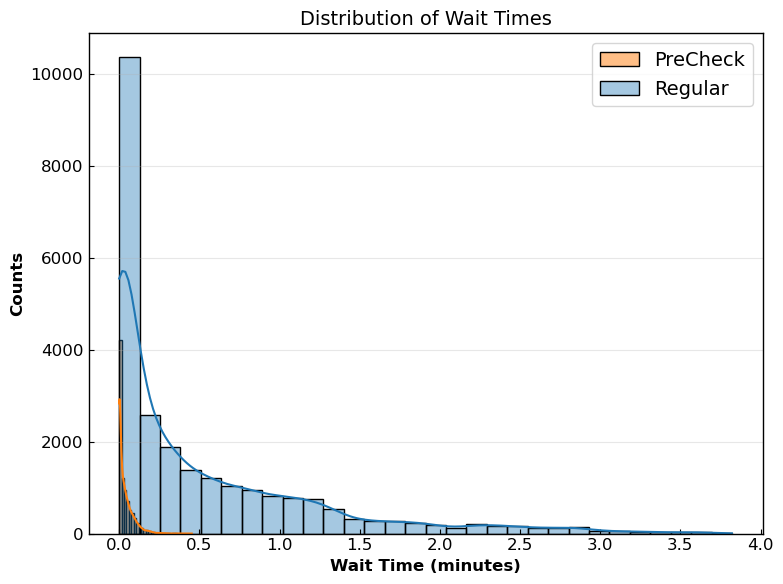 Distribution of Wait Times
PreCheck
Regular
10000
8000
6000
4000
2000
0
Counts
0.0 0.5 1.0 1.5 2.0 2.5 3.0 3.5 4.0
Wait Time (minutes)